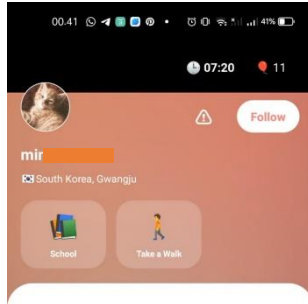 00.41 41%
07:20 11
Follow
mir
South Korea, Gwangju
School Take a Walk